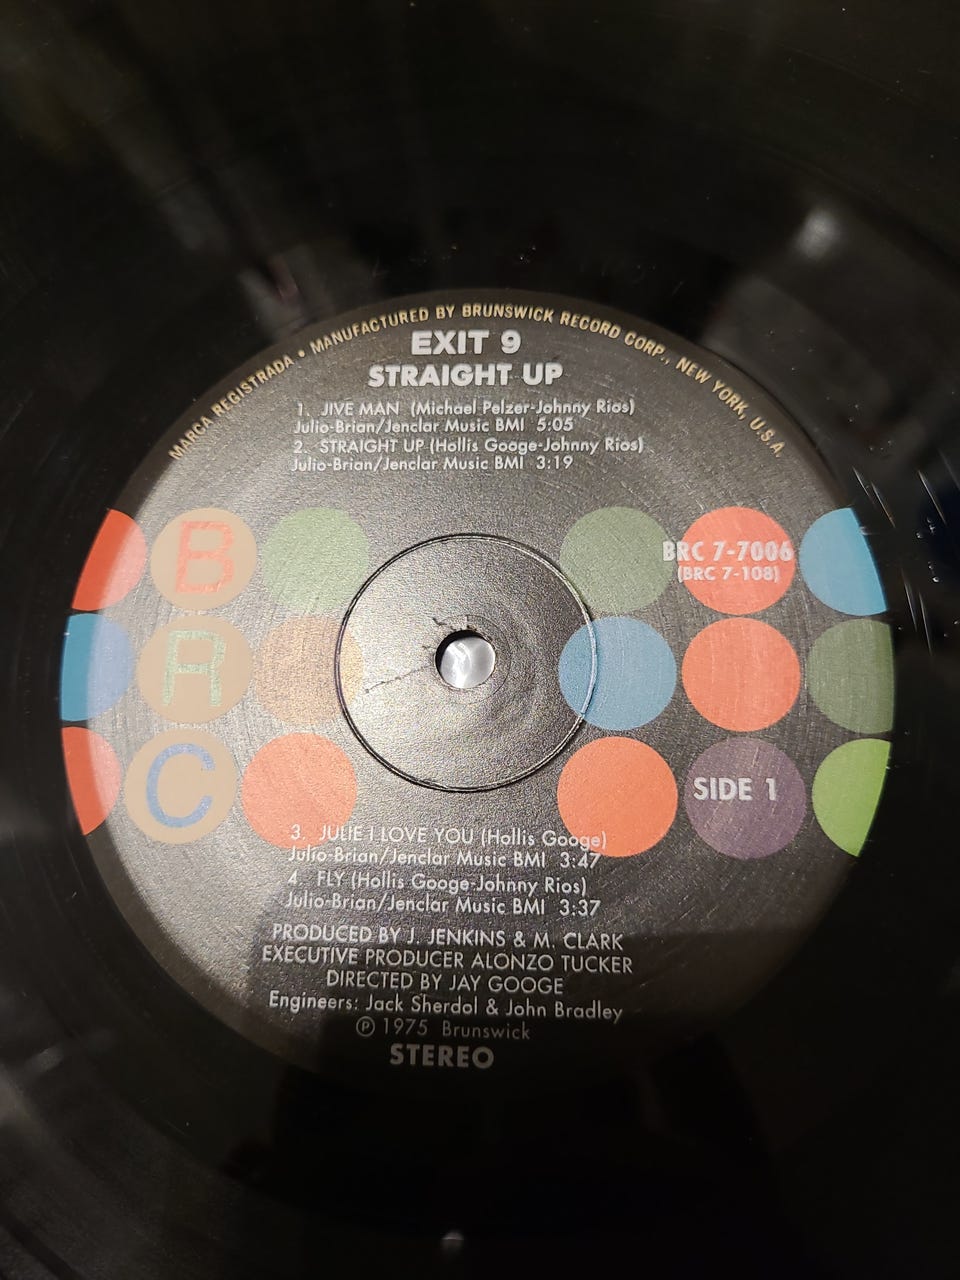 MARCA REGISTRADA • MANUFACTURED BY BRUNSWICK RECORD CORP., NEW YORK, U.S.A.
EXIT 9
STRAIGHT UP
1. JIVE MAN (Michael Pelzer-Johnny Rios)
Julio-Brian/Jenclar Music BMI 5:05
2. STRAIGHT UP (Hollis Googe-Johnny Rios)
Julio-Brian/Jenclar Music BMI 3:19
B
R
C
BRC 7-7006
(BRC 7-108)
SIDE 1
3. JULIE I LOVE YOU (Hollis Googe)
Julio-Brian/Jenclar Music BMI 3:47
4. FLY (Hollis Googe-Johnny Rios)
Julio-Brian/Jenclar Music BMI 3:37
PRODUCED BY J. JENKINS & M. CLARK
EXECUTIVE PRODUCER ALONZO TUCKER
DIRECTED BY JAY GOOGE
Engineers: Jack Sherdol & John Bradley
℗ 1975 Brunswick
STEREO